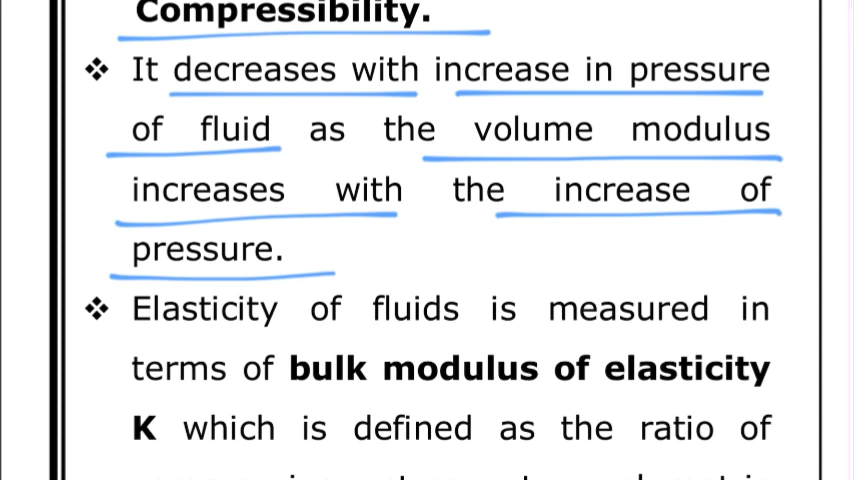 Compressibility.
❖ It decreases with increase in pressure
of fluid as the volume modulus
increases with the increase of
pressure.
❖ Elasticity of fluids is measured in
terms of bulk modulus of elasticity
K which is defined as the ratio of